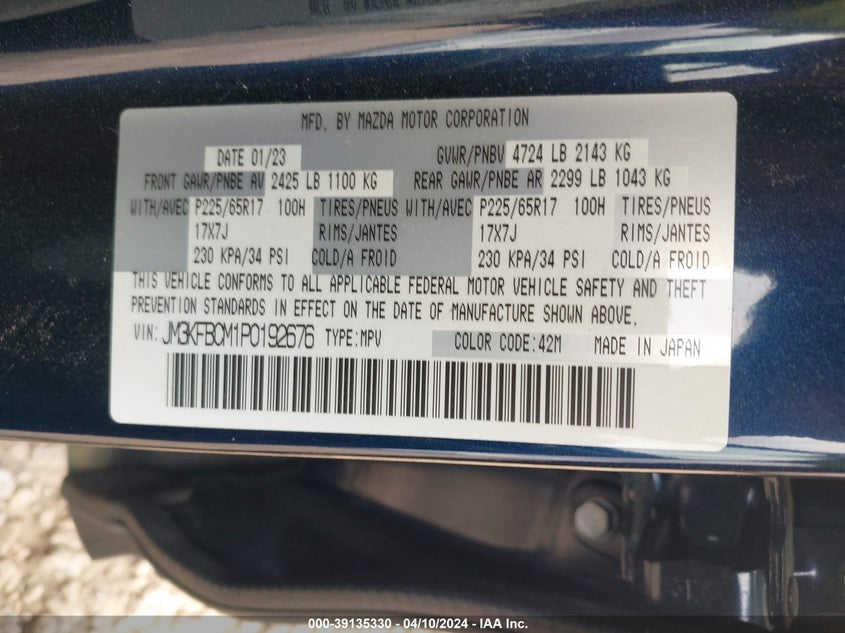 MFD. BY MAZDA MOTOR CORPORATION
DATE 01/23 GVWR/PNBV 4724 LB 2143 KG
FRONT GAWR/PNBE AV 2425 LB 1100 KG REAR GAWR/PNBE AR 2299 LB 1043 KG
WITH/AVEC P225/65R17 100H TIRES/PNEUS WITH/AVEC P225/65R17 100H TIRES/PNEUS
17X7J RIMS/JANTES 17X7J RIMS/JANTES
230 KPA/34 PSI COLD/A FROID 230 KPA/34 PSI COLD/A FROID
THIS VEHICLE CONFORMS TO ALL APPLICABLE FEDERAL MOTOR VEHICLE SAFETY AND THEFT
PREVENTION STANDARDS IN EFFECT ON THE DATE OF MANUFACTURE SHOWN ABOVE.
VIN: JM3KFBCM1P0192676 TYPE:MPV COLOR CODE:42M MADE IN JAPAN
000-39135330 - 04/10/2024 - IAA Inc.